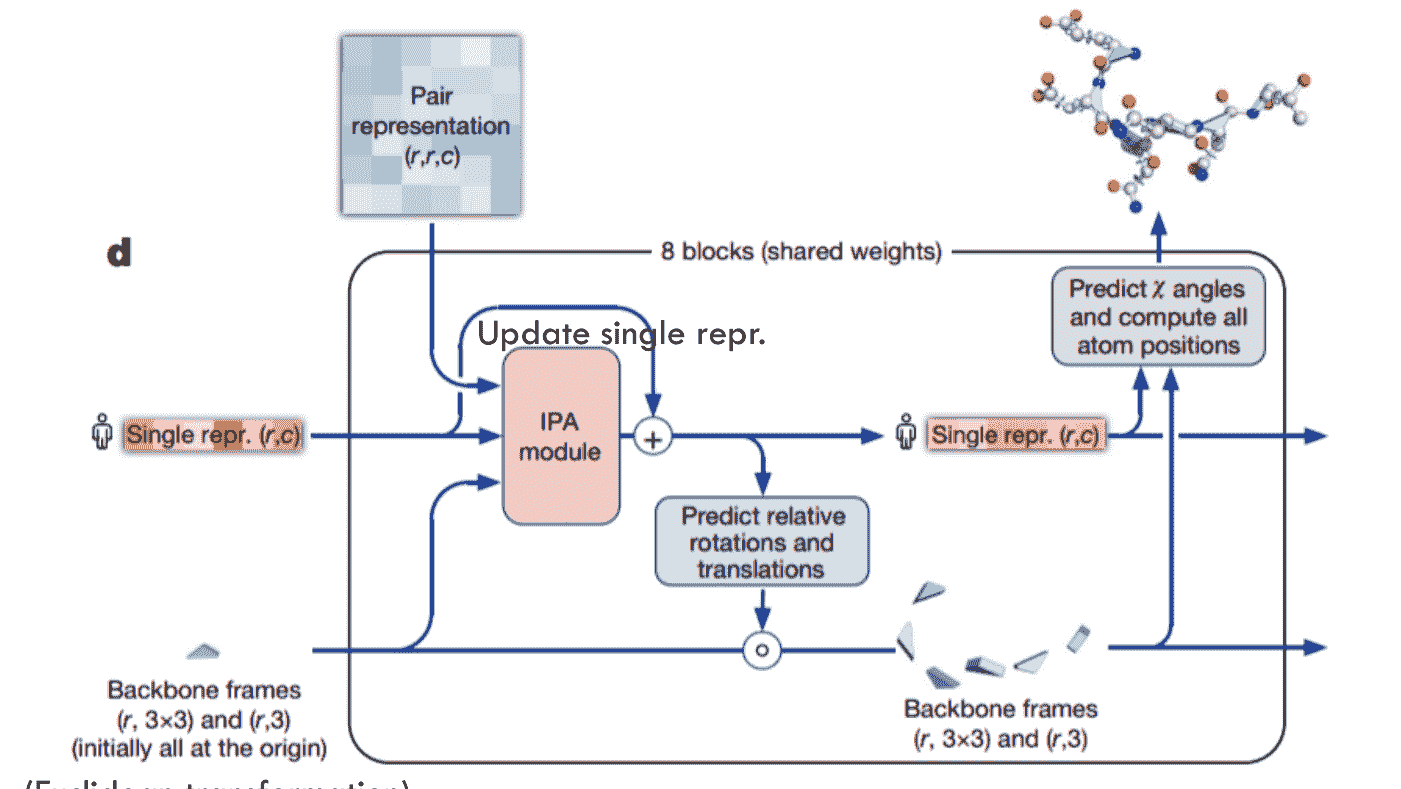 Pair
representation
(r,r,c)
d
8 blocks (shared weights)
Predict χ angles
and compute all
atom positions
Update single repr.
IPA
module
Single repr. (r,c)
+
Single repr. (r,c)
Predict relative
rotations and
translations
Backbone frames
(r, 3×3) and (r,3)
(initially all at the origin)
Backbone frames
(r, 3×3) and (r,3)
(Euclidean transformation)